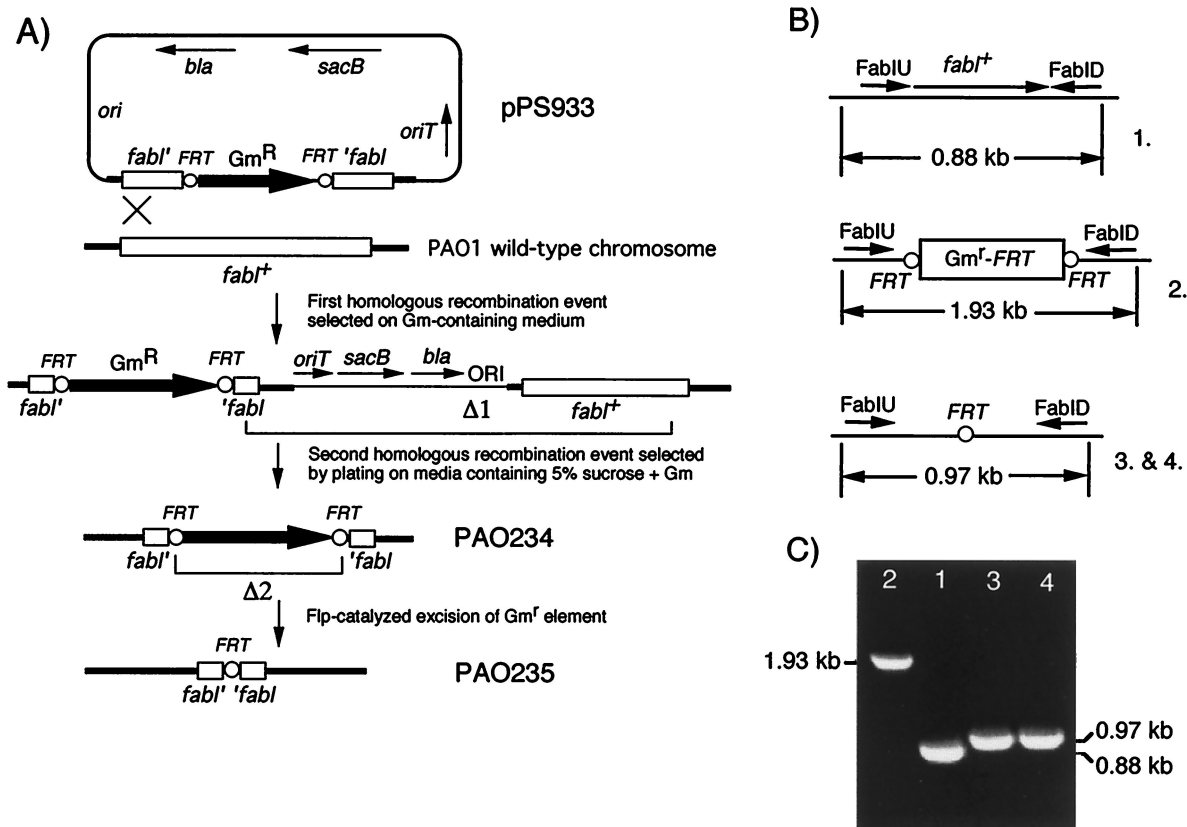 A)
bla
sacB
ori
oriT
pPS933
fabI' FRT GmR FRT 'fabI
PAO1 wild-type chromosome
fabI+
First homologous recombination event
selected on Gm-containing medium
FRT GmR FRT oriT sacB bla ORI
fabI' 'fabI Δ1 fabI+
Second homologous recombination event selected
by plating on media containing 5% sucrose + Gm
FRT FRT
PAO234
fabI' 'fabI
Δ2
Flp-catalyzed excision of Gmr element
FRT
PAO235
fabI' 'fabI
B)
FabIU fabI+ FabID
1.
0.88 kb
FabIU FabID
Gmr-FRT
FRT FRT
2.
1.93 kb
FabIU FRT FabID
3. & 4.
0.97 kb
C)
2 1 3 4
1.93 kb
0.97 kb
0.88 kb